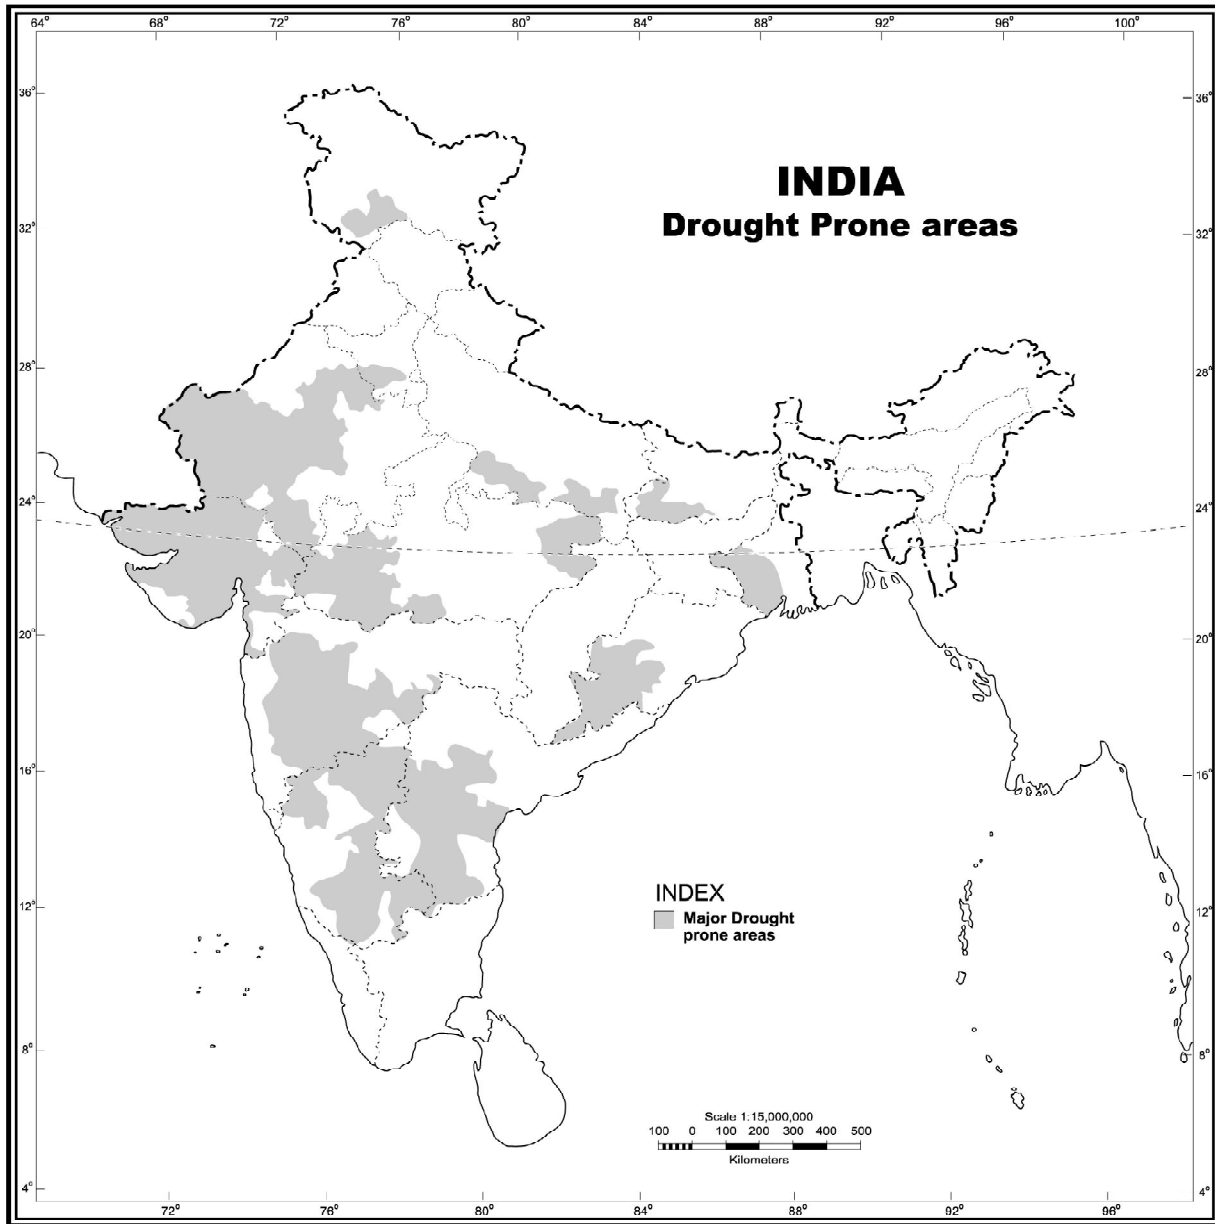 64° 68° 72° 76° 80° 84° 88° 92° 96° 100°
36° 36°
INDIA
Drought Prone areas
32° 32°
28° 28°
24° 24°
20° 20°
16° 16°
INDEX
Major Drought
prone areas
12° 12°
8° 8°
Scale 1:15,000,000
100 0 100 200 300 400 500
Kilometers
4° 4°
72° 76° 80° 84° 88° 92° 96°